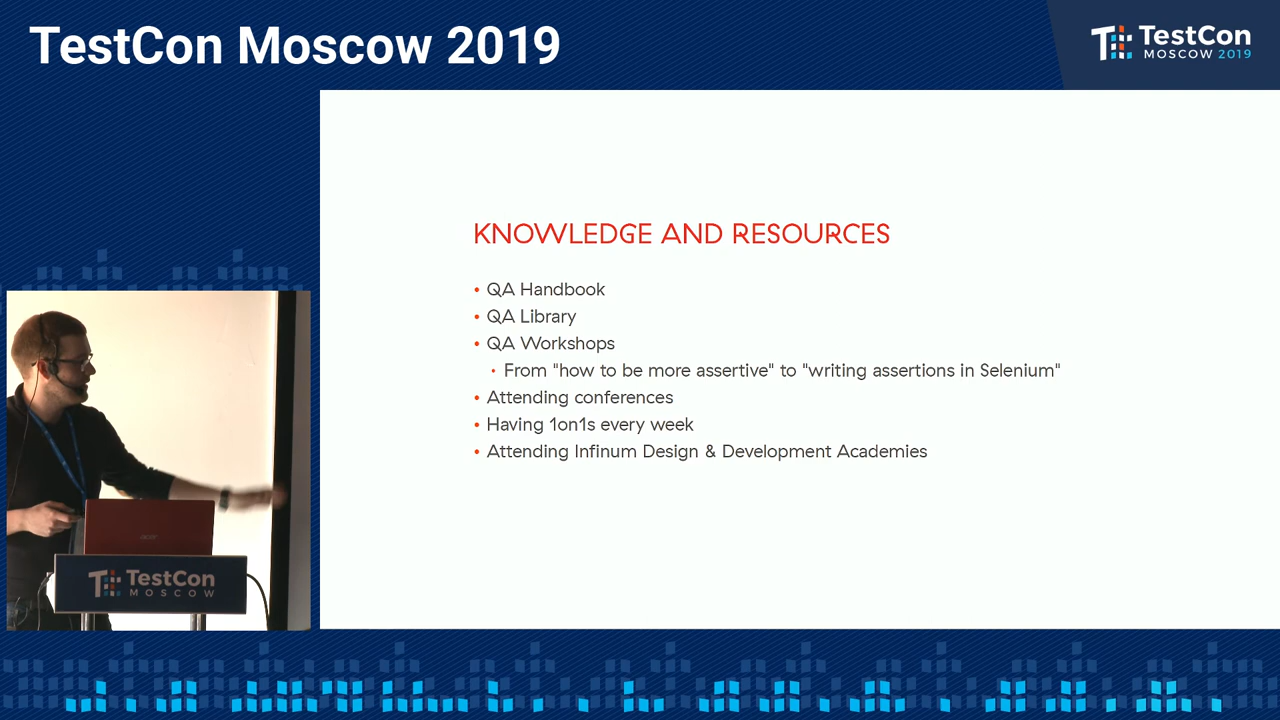 TestCon Moscow 2019
TestCon
MOSCOW 2019
KNOWLEDGE AND RESOURCES
• QA Handbook
• QA Library
• QA Workshops
• From "how to be more assertive" to "writing assertions in Selenium"
• Attending conferences
• Having 1on1s every week
• Attending Infinum Design & Development Academies
acer
TestCon
MOSCOW